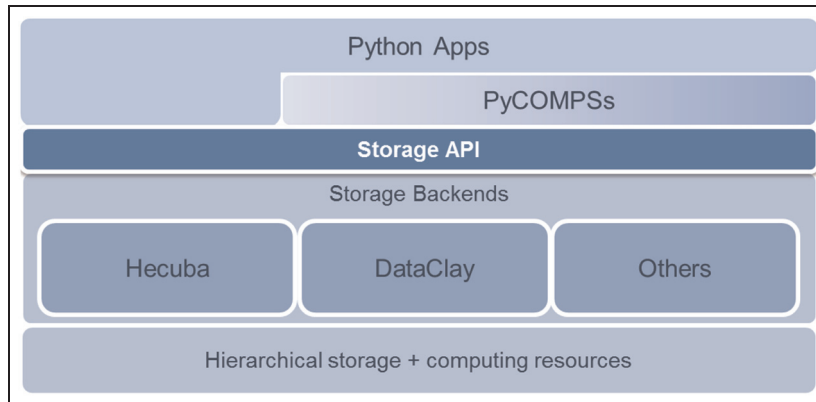 Python Apps
PyCOMPSs
Storage API
Storage Backends
Hecuba
DataClay
Others
Hierarchical storage + computing resources